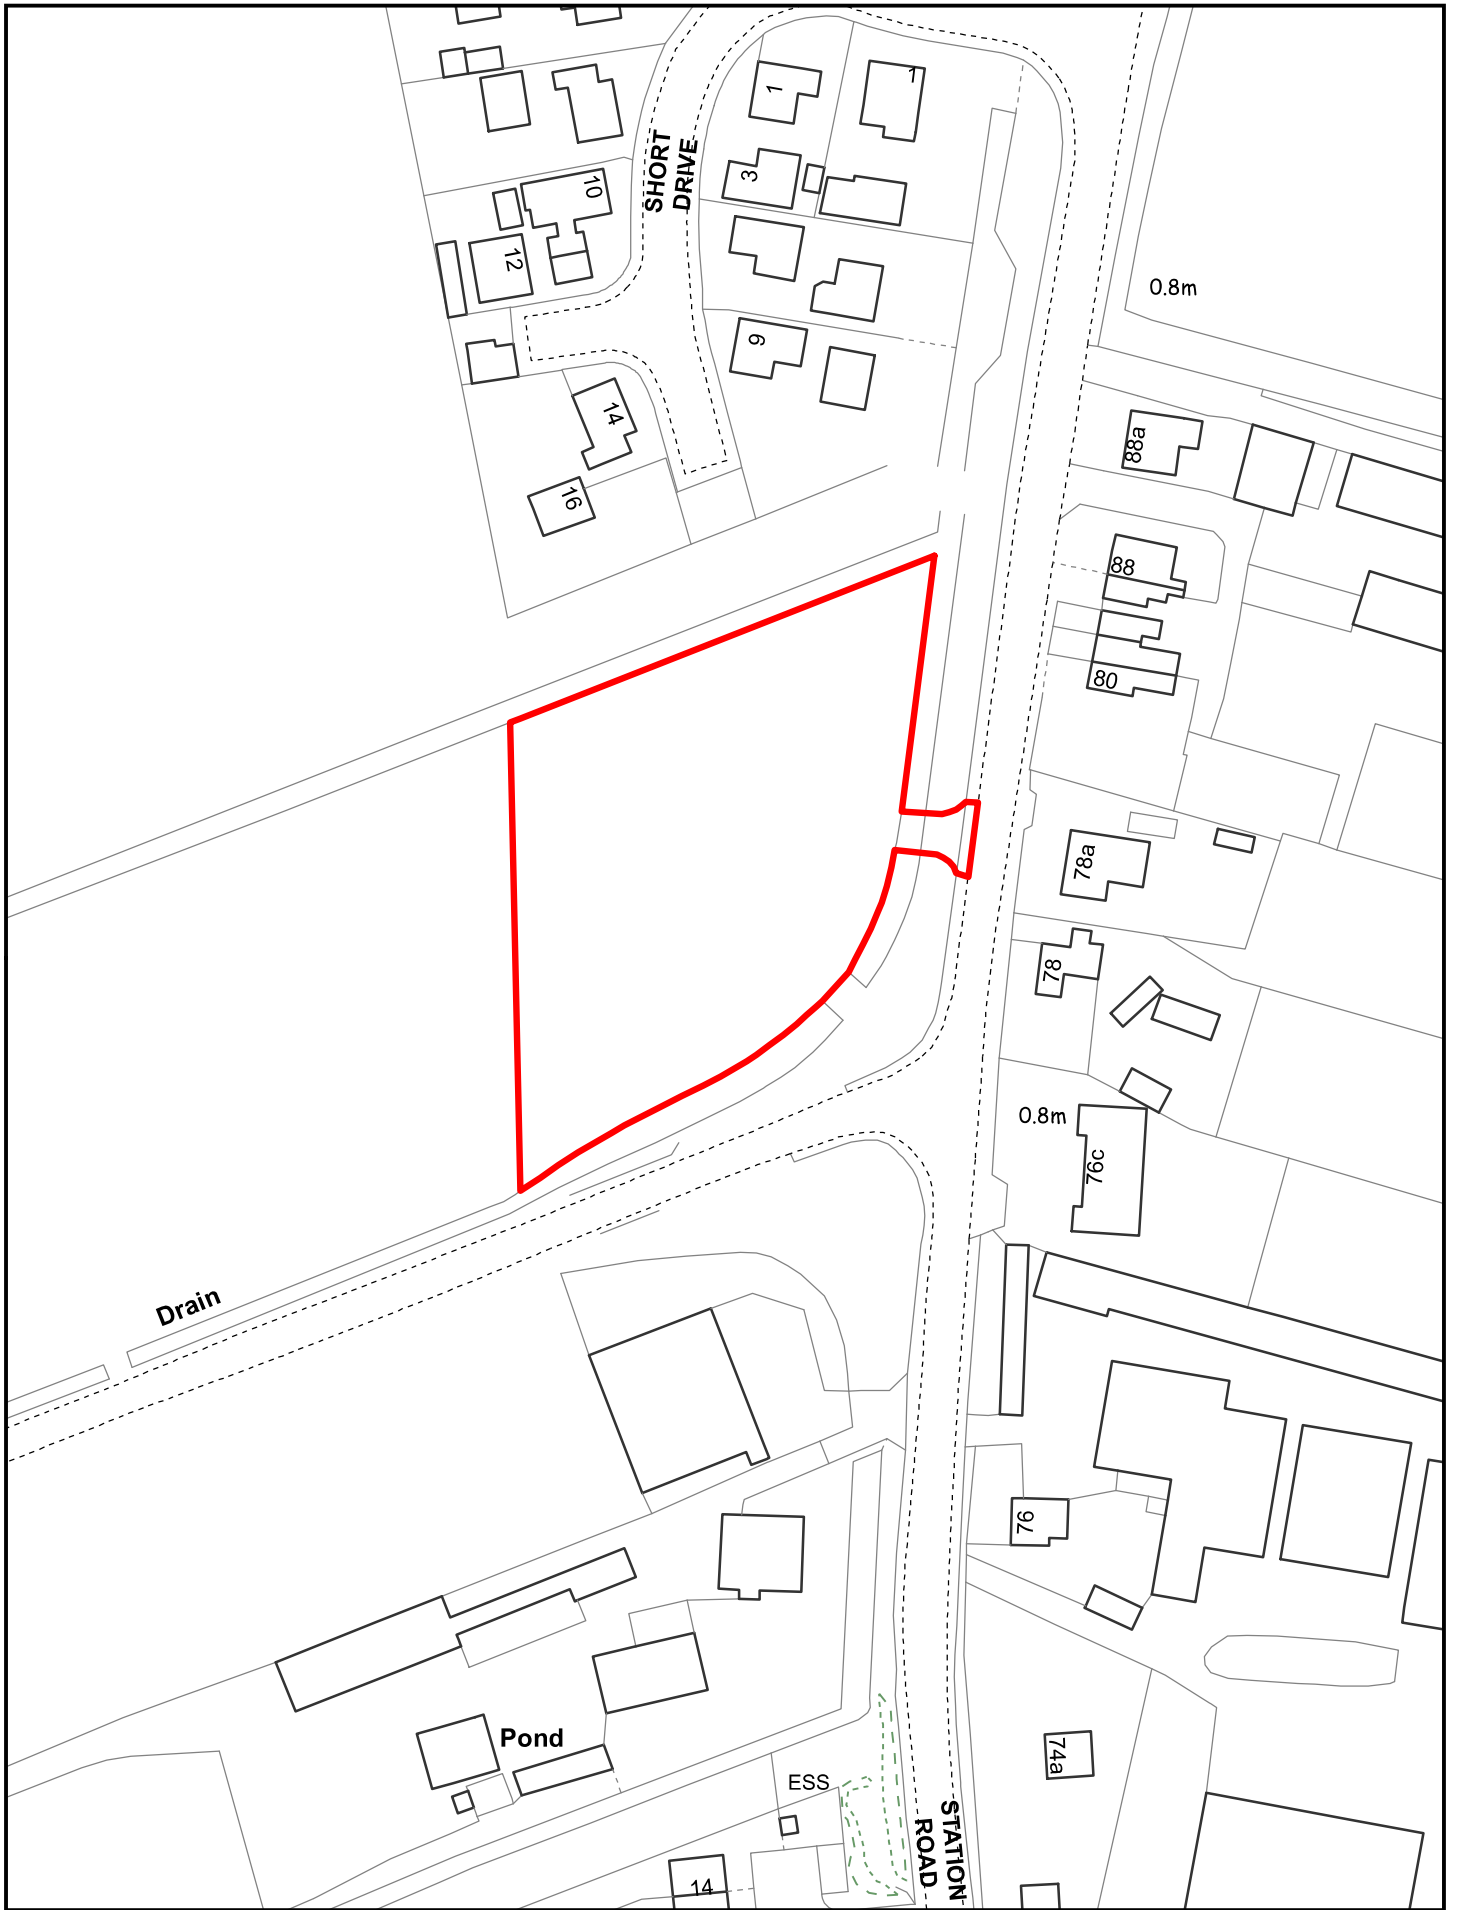 1
1
SHORT
DRIVE
3
10
12
0.8m
9
14
88a
16
88
80
78a
78
0.8m
76c
Drain
76
Pond
74a
ESS
STATION
ROAD
14